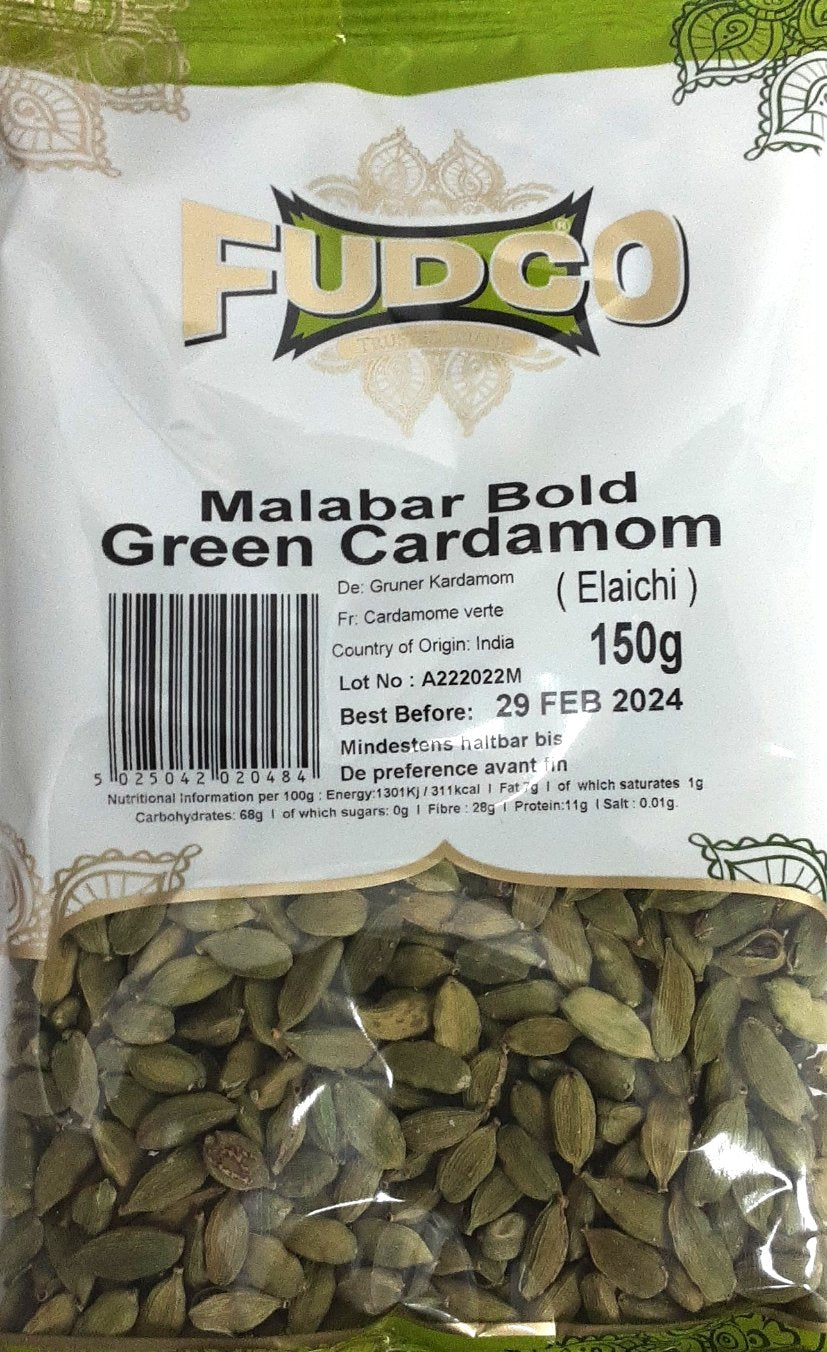 FUDCO
®
Malabar Bold
Green Cardamom
( Elaichi )
150g
De: Gruner Kardamom
Fr: Cardamome verte
Country of Origin: India
Lot No : A222022M
Best Before: 29 FEB 2024
Mindestens haltbar bis
De preference avant fin
5 025042 020484
Nutritional Information per 100g : Energy:1301Kj / 311kcal I Fat 7g I of which saturates 1g
Carbohydrates: 68g I of which sugars: 0g I Fibre : 28g I Protein:11g I Salt : 0.01g.